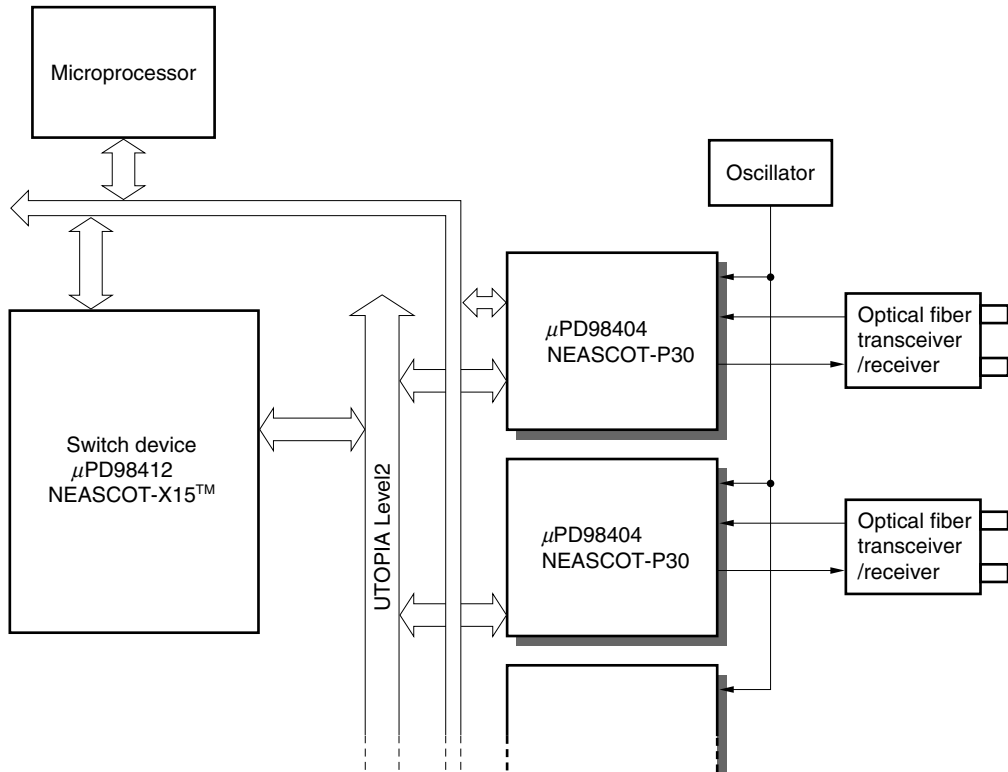 Microprocessor
Oscillator
μPD98404
NEASCOT-P30
Optical fiber
transceiver
/receiver
Switch device
μPD98412
NEASCOT-X15™
UTOPIA Level2
μPD98404
NEASCOT-P30
Optical fiber
transceiver
/receiver